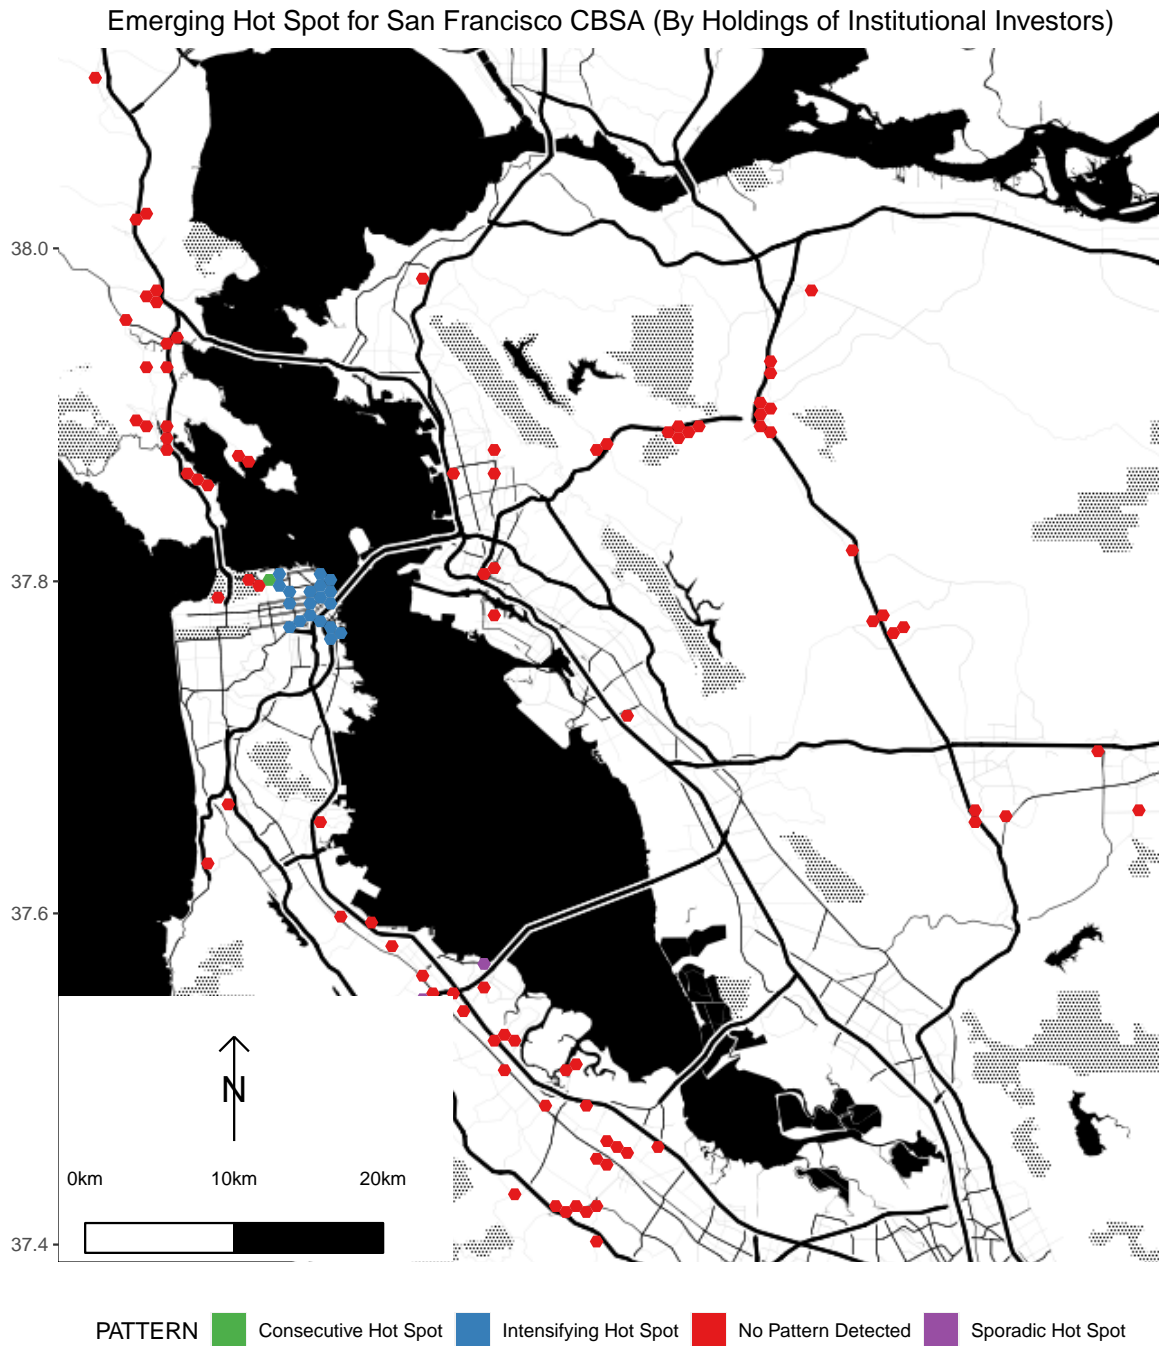 Emerging Hot Spot for San Francisco CBSA (By Holdings of Institutional Investors)
38.0
37.8
37.6
37.4
N
0km 10km 20km
PATTERN Consecutive Hot Spot Intensifying Hot Spot No Pattern Detected Sporadic Hot Spot